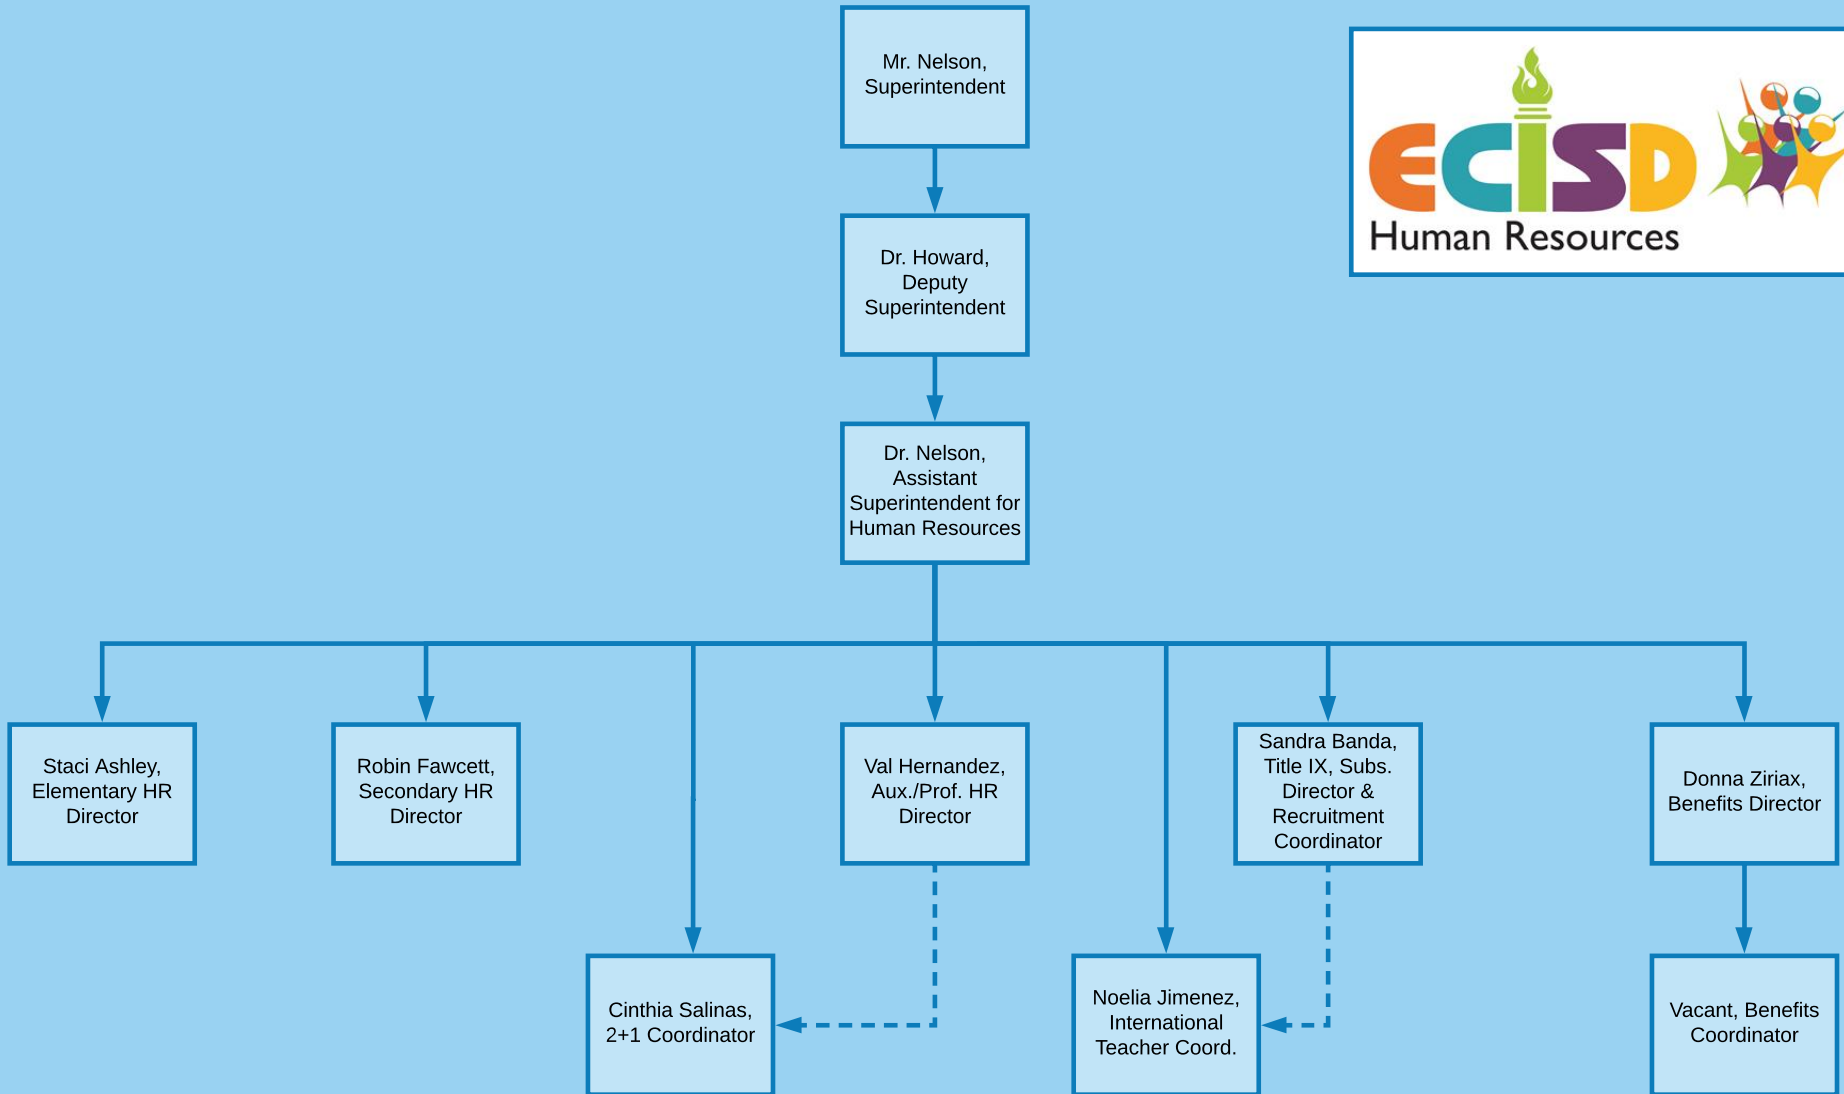 Mr. Nelson,
Superintendent
ECISD
Human Resources
Dr. Howard,
Deputy
Superintendent
Dr. Nelson,
Assistant
Superintendent for
Human Resources
Staci Ashley,
Elementary HR
Director
Robin Fawcett,
Secondary HR
Director
Val Hernandez,
Aux./Prof. HR
Director
Sandra Banda,
Title IX, Subs.
Director &
Recruitment
Coordinator
Donna Ziriax,
Benefits Director
Cinthia Salinas,
2+1 Coordinator
Noelia Jimenez,
International
Teacher Coord.
Vacant, Benefits
Coordinator